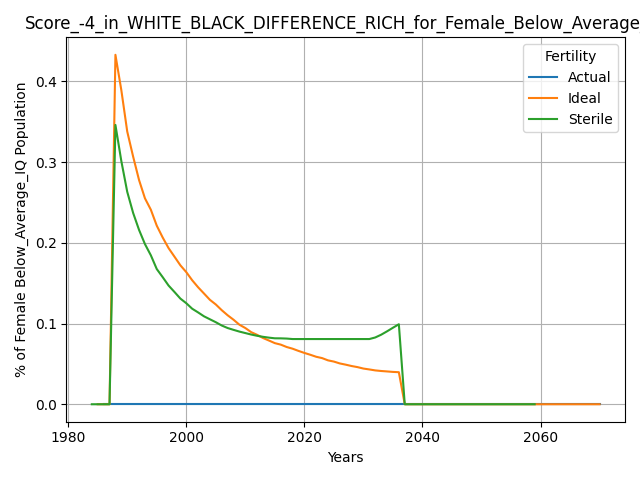 Score_-4_in_WHITE_BLACK_DIFFERENCE_RICH_for_Female_Below_Average
Fertility
Actual
Ideal
Sterile
% of Female Below_Average_IQ Population
0.4
0.3
0.2
0.1
0.0
1980 2000 2020 2040 2060
Years